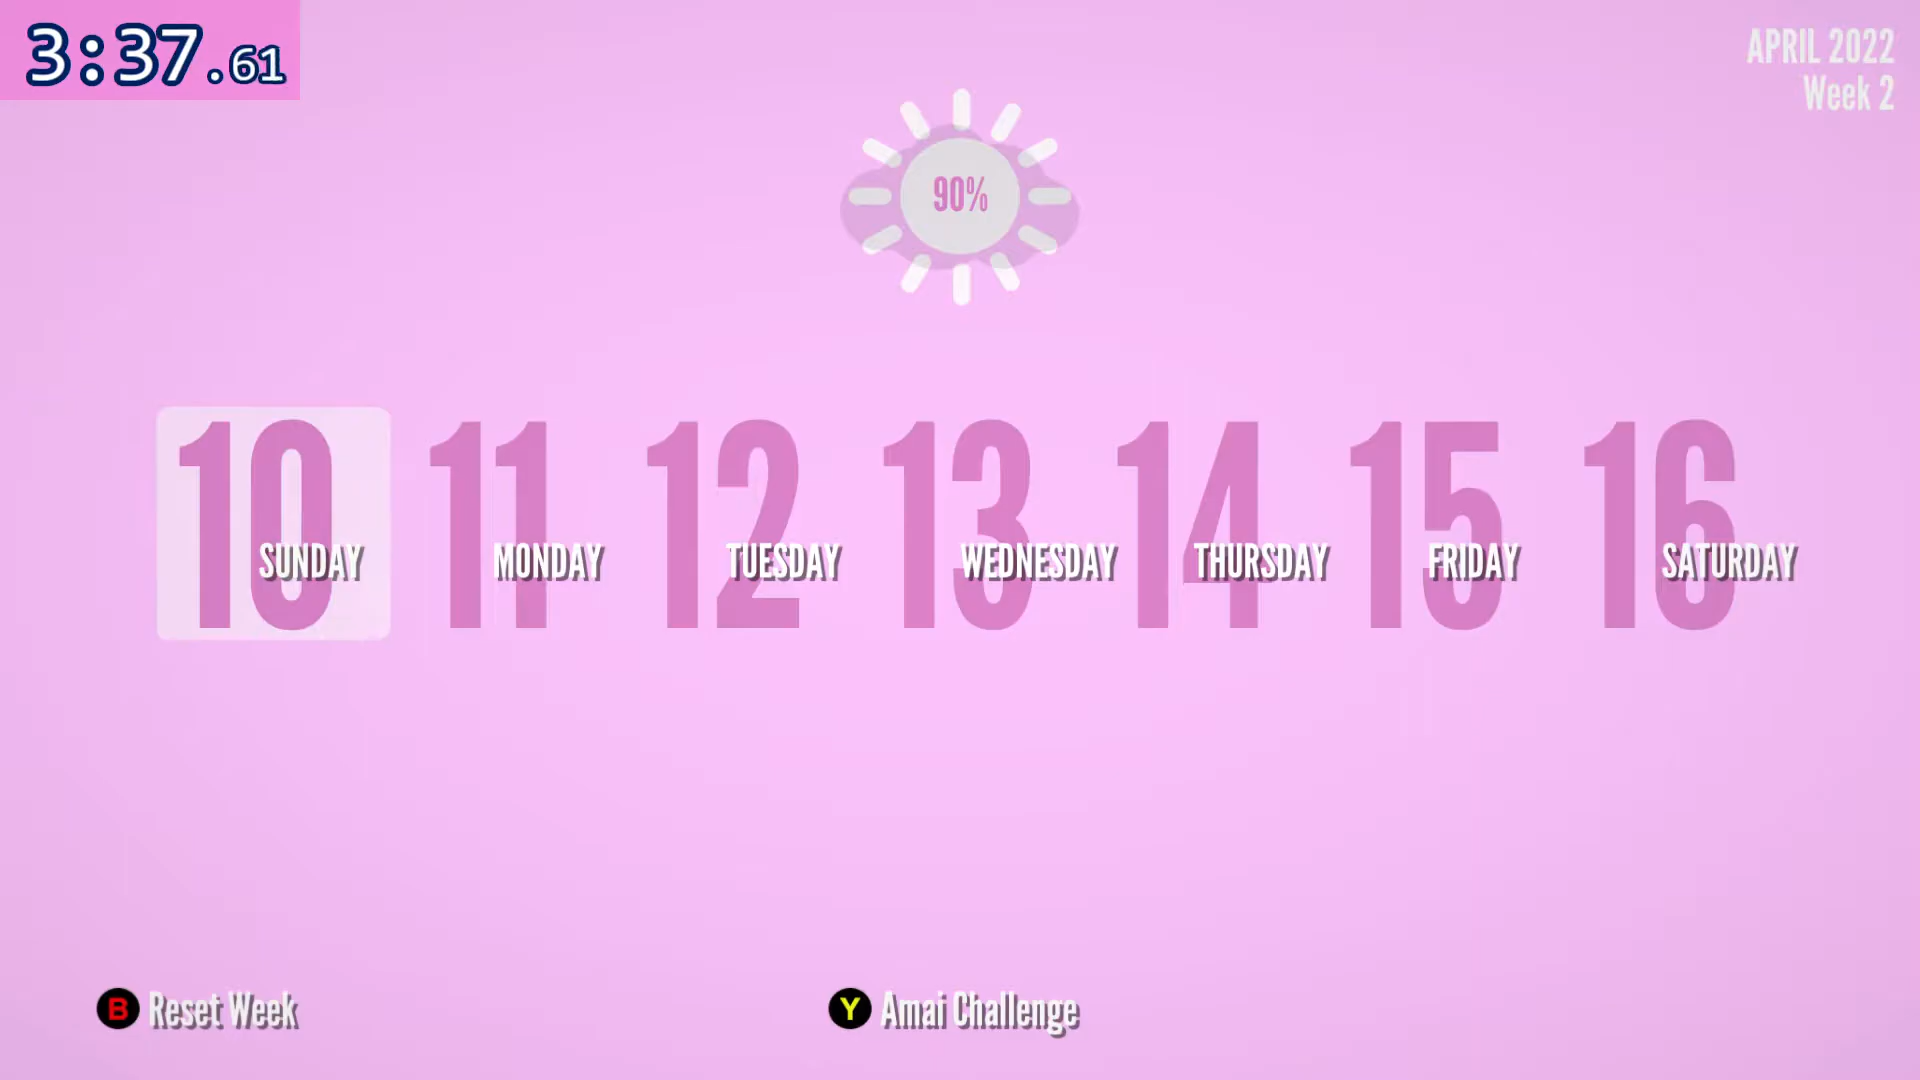 3:37.61
APRIL 2022
Week 2
90%
10 11 12 13 14 15 16
SUNDAY MONDAY TUESDAY WEDNESDAY THURSDAY FRIDAY SATURDAY
B Reset Week
Y Amai Challenge